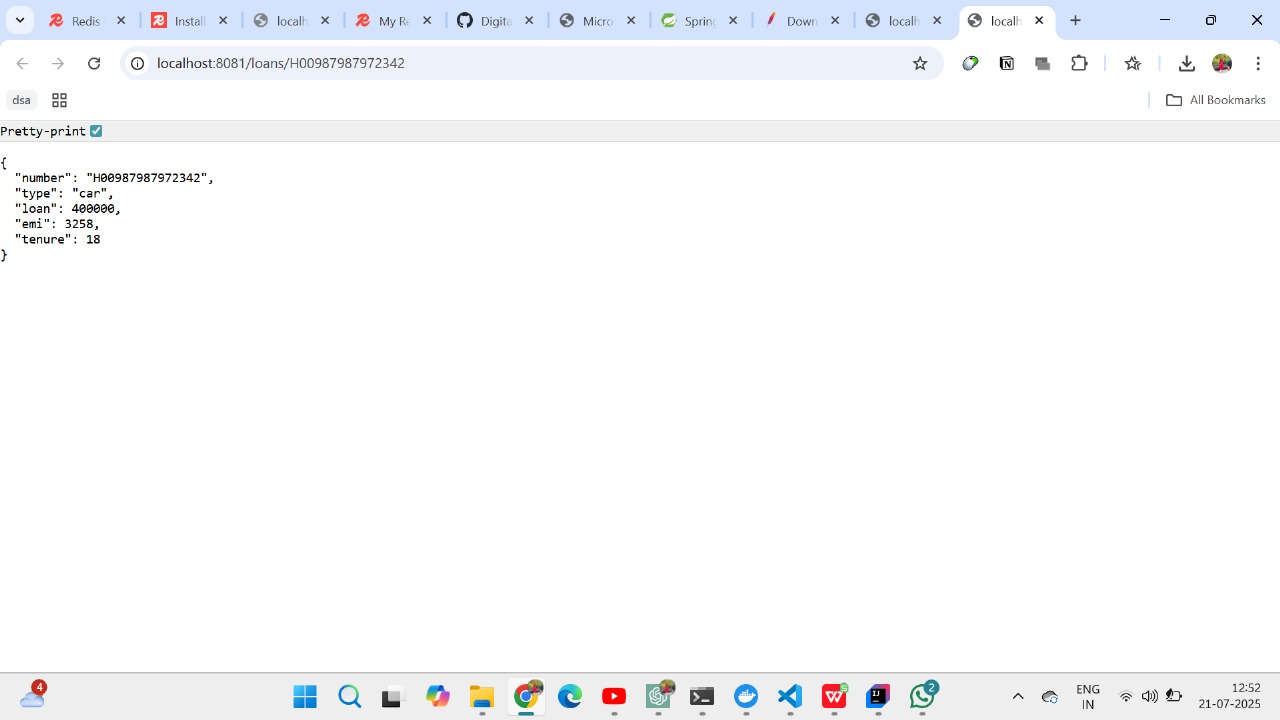 Redis
Install
localh
My Re
Digita
Micro
Spring
Down
localh
localh
localhost:8081/loans/H00987987972342
dsa
All Bookmarks
Pretty-print
{
"number": "H00987987972342",
"type": "car",
"loan": 400000,
"emi": 3258,
"tenure": 18
}
4
2
ENG
IN
12:52
21-07-2025